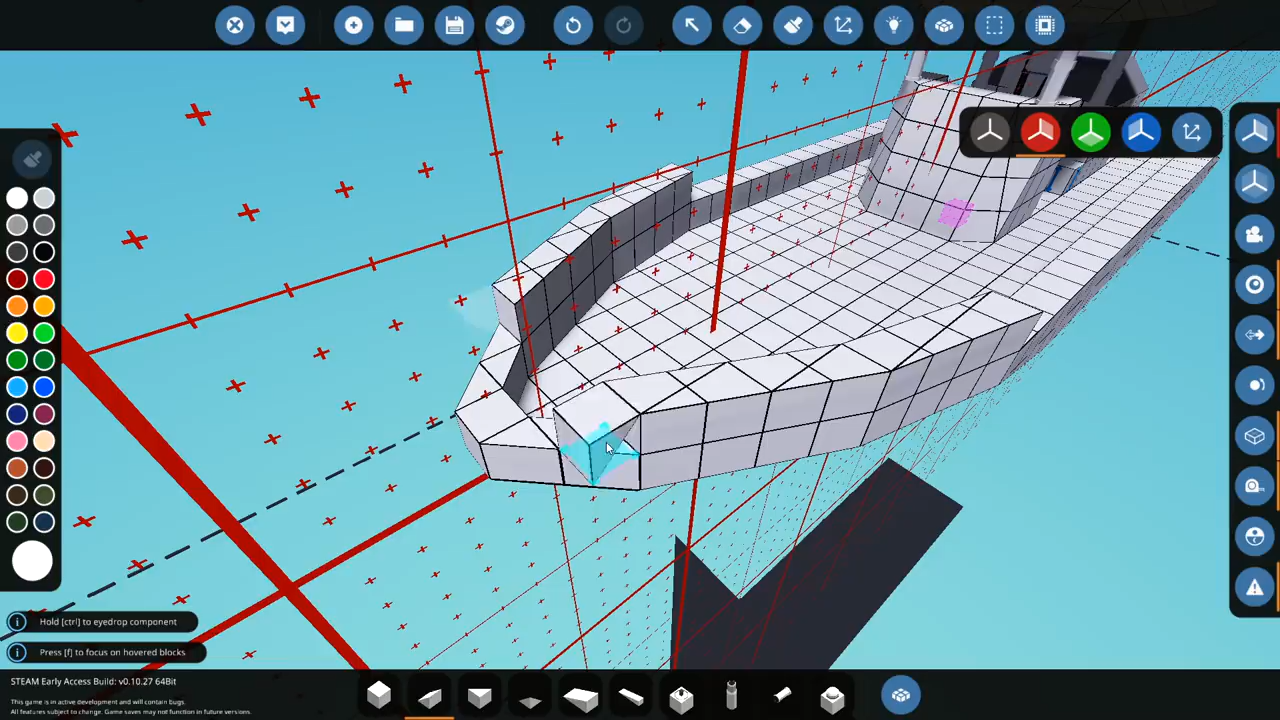 Hold [ctrl] to eyedrop component
Press [f] to focus on hovered blocks
STEAM Early Access Build: v0.10.27 64Bit
This game is in active development and will contain bugs.
All features subject to change. Game saves may not function in future versions.